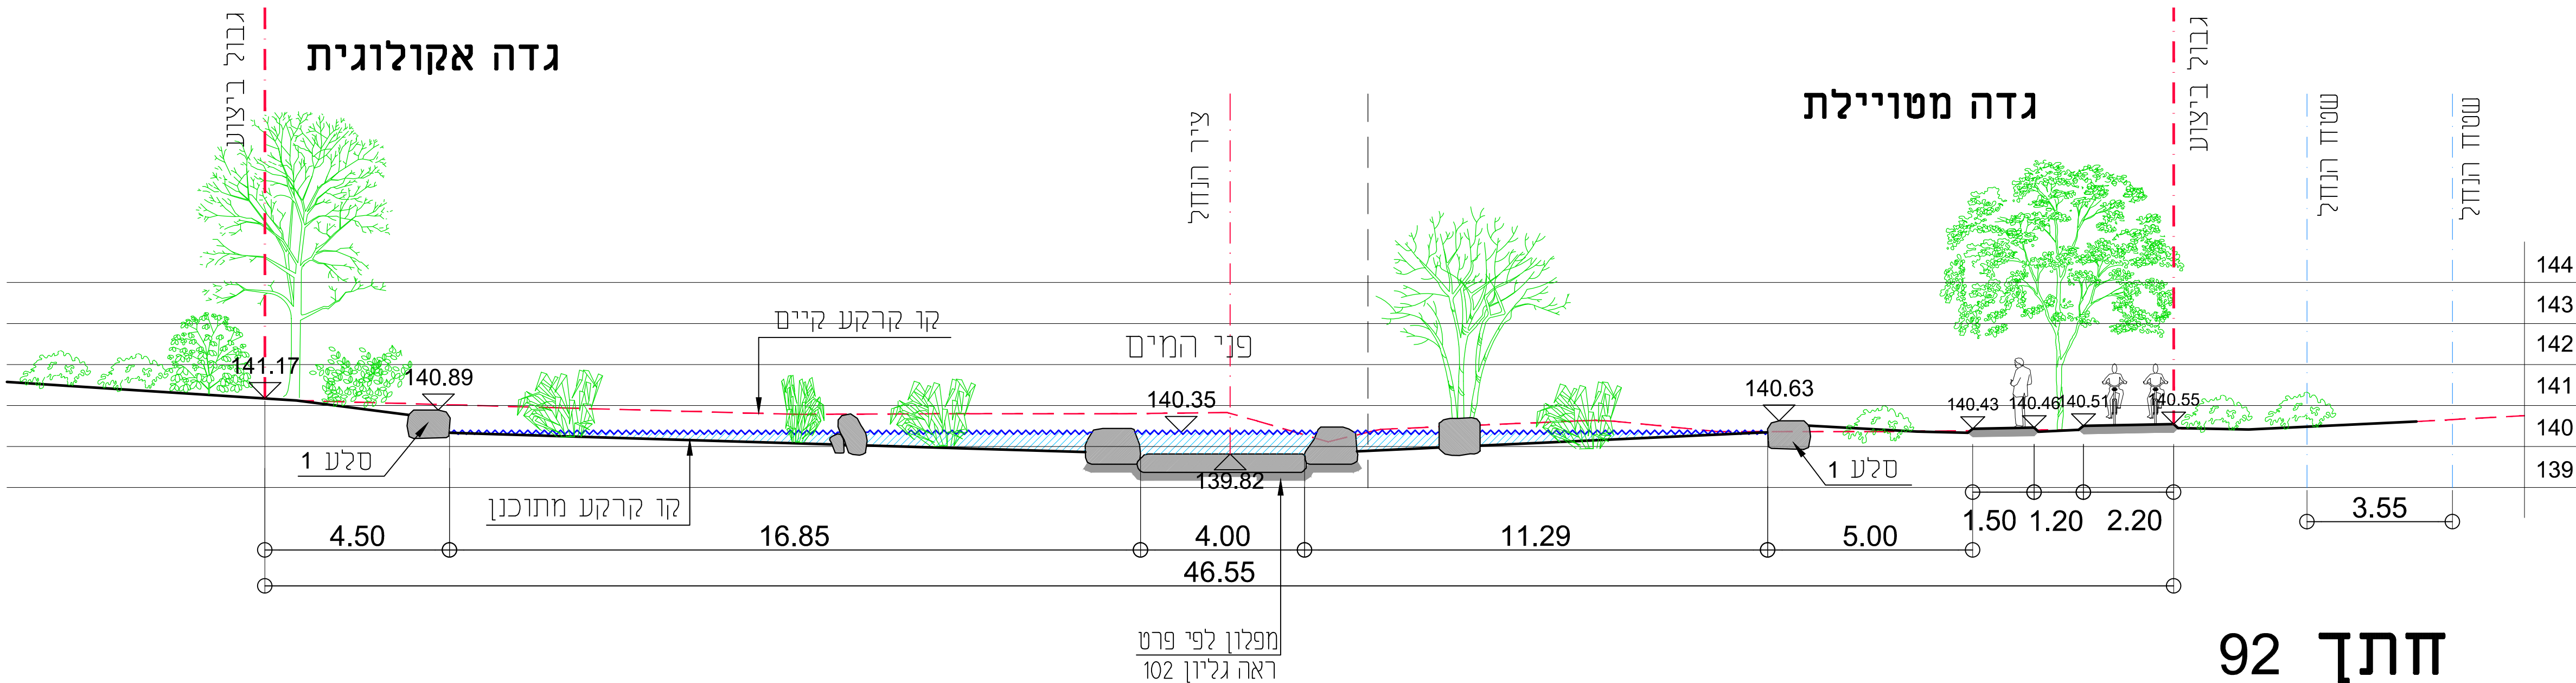 גבול ביצוע
גדה אקולוגית
ציר הנחל
גדה מטויילת
גבול ביצוע
שטח הנחל
שטח הנחל
144
143
142
141
140
139
קו קרקע קיים
פני המים
141.17
140.89
140.35
140.63
140.43
140.46
140.51
140.55
סלע 1
קו קרקע מתוכנן
139.82
סלע 1
4.50
16.85
4.00
11.29
5.00
1.50
1.20
2.20
3.55
46.55
מפלון לפי פרט
ראה גליון 102
חתך 92